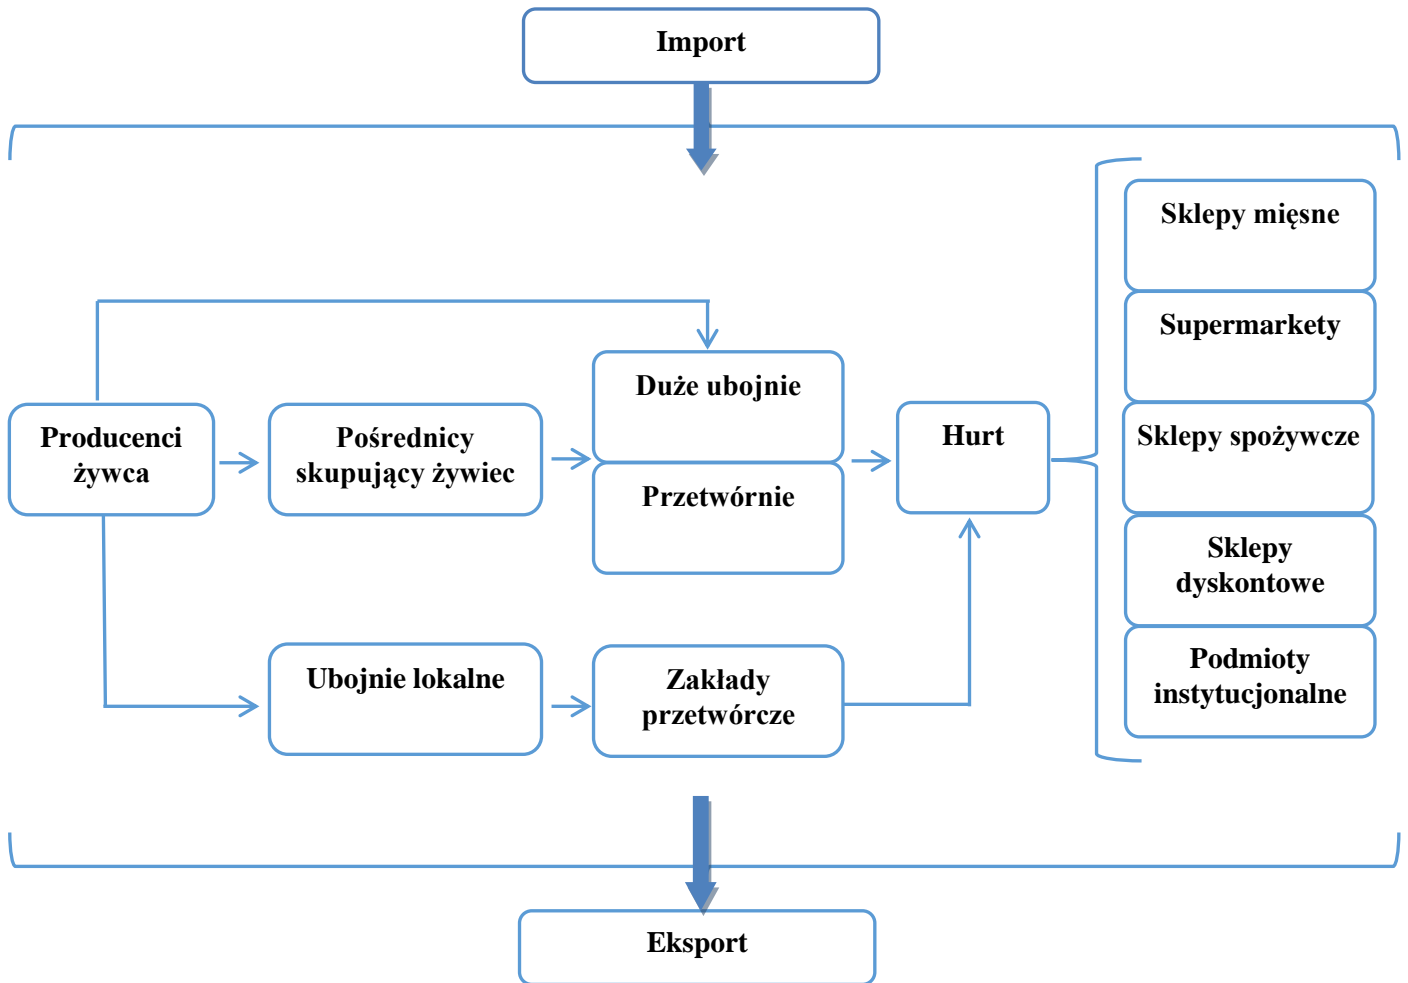 Import
Sklepy mięsne
Supermarkety
Duże ubojnie
Producenci
żywca
Pośrednicy
skupujący żywiec
Hurt
Sklepy spożywcze
Przetwórnie
Sklepy
dyskontowe
Ubojnie lokalne
Zakłady
przetwórcze
Podmioty
instytucjonalne
Eksport